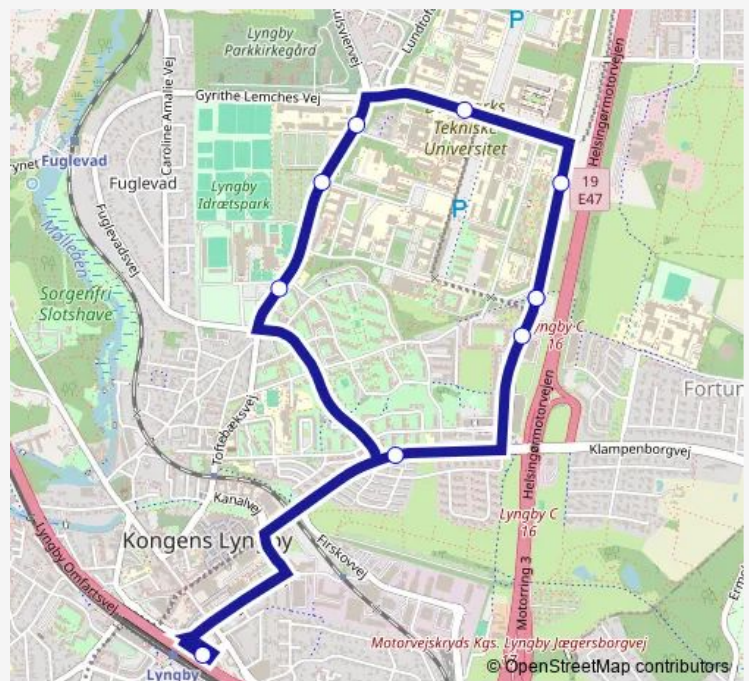 P
Lyngby
Parkkirkegård
Lundtof
Gyrithe Lemches Vej
Caroline Amalie Vej
Fuglevad
Fuglevad
Fuglevadsvej
Mølleåen
Sorgenfri
Slotshave
Lyngby
Idrætspark
Tekniske
Universitet
P
Helsingørmotorvejen
19
E47
Lyngby C
16
Fortun
Toftebæksvej
Klampenborgvej
Helsingørmotorvejen
Kanalvej
Lyngby C
16
Kongens Lyngby
Firskovvej
Lyngby Omfartsvej
Motorring 3
Motorvejskryds Kgs. Lyngby Jægersborgvej
Lyngby
© OpenStreetMap contributors